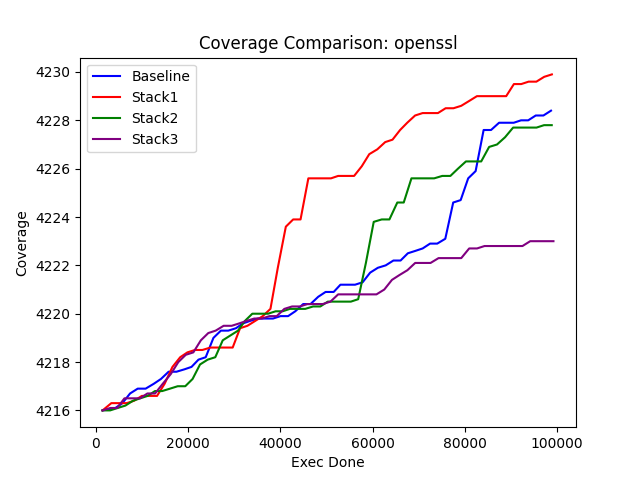 Coverage Comparison: openssl
Baseline
Stack1
Stack2
Stack3
4230
4228
4226
4224
4222
4220
4218
4216
Coverage
0 20000 40000 60000 80000 100000
Exec Done